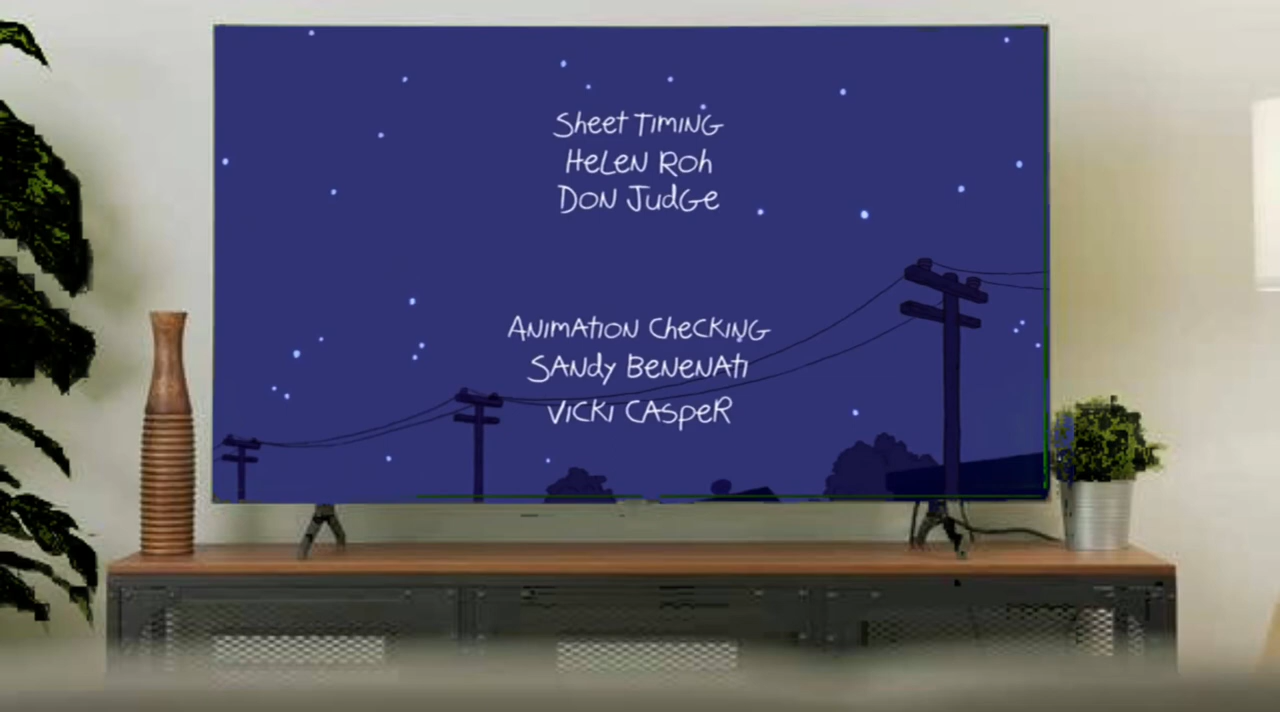 Sheet Timing
Helen Roh
Don Judge
Animation Checking
Sandy Benenati
Vicki Casper